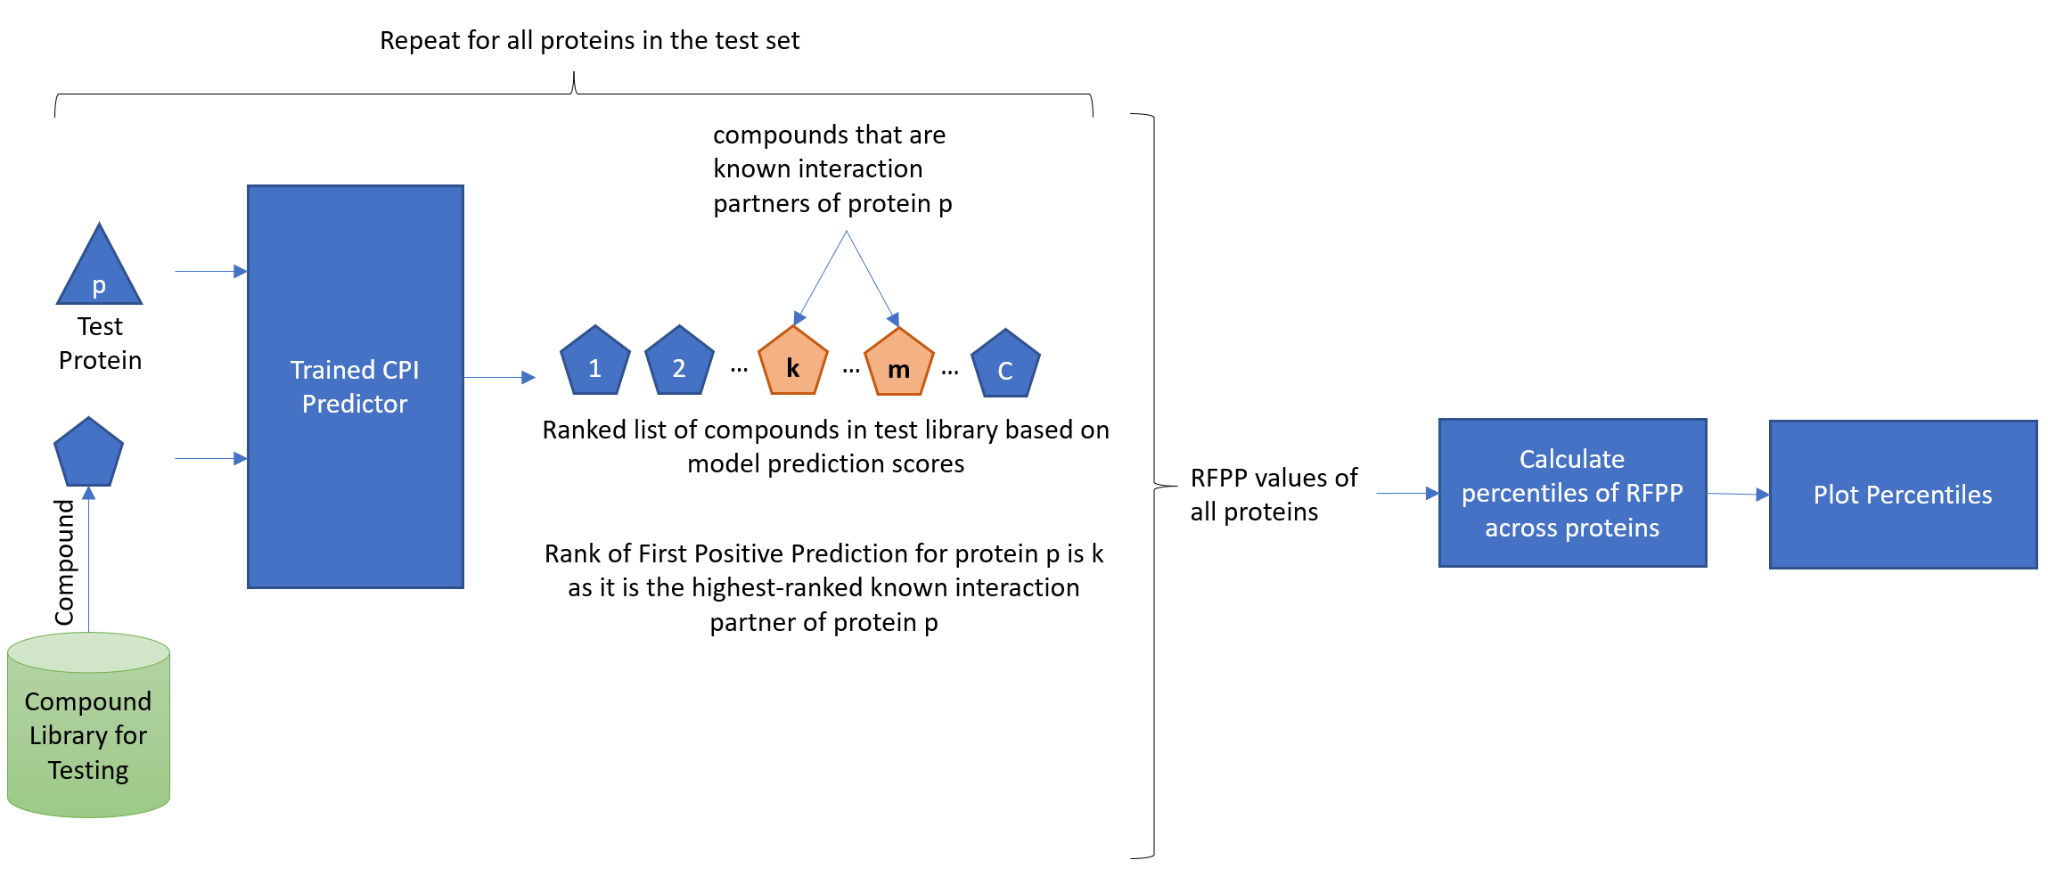 Repeat for all proteins in the test set
compounds that are
known interaction
partners of protein p
p
Test
Protein
Trained CPI
Predictor
1
2
...
k
...
m
...
C
Ranked list of compounds in test library based on
model prediction scores
Compound
Rank of First Positive Prediction for protein p is k
as it is the highest-ranked known interaction
partner of protein p
Compound
Library for
Testing
RFPP values of
all proteins
Calculate
percentiles of RFPP
across proteins
Plot Percentiles